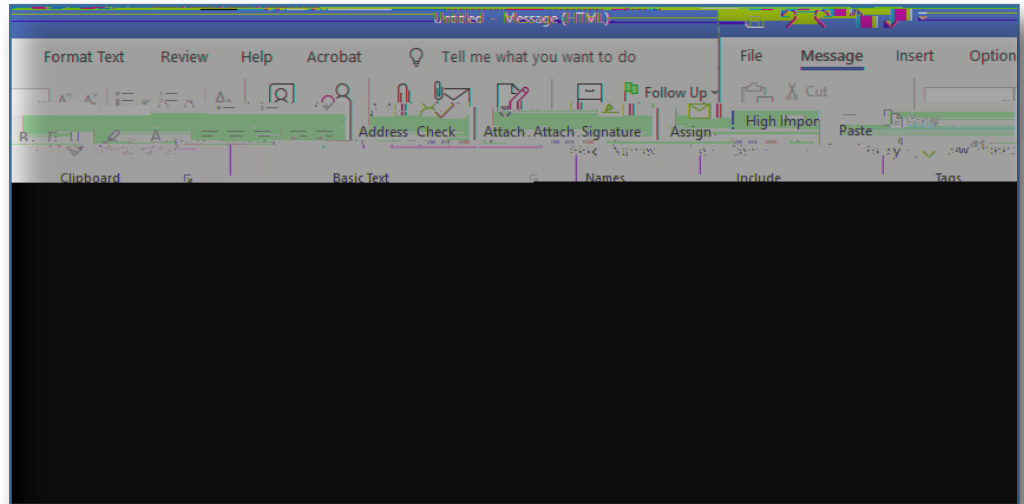 Untitled - Message (HTML)
Format Text Review Help Acrobat Tell me what you want to do File Message Insert Option
Follow Up Cut
Address Check Attach Attach Signature Assign High Impor Paste
Clipboard Basic Text Names Include Tags